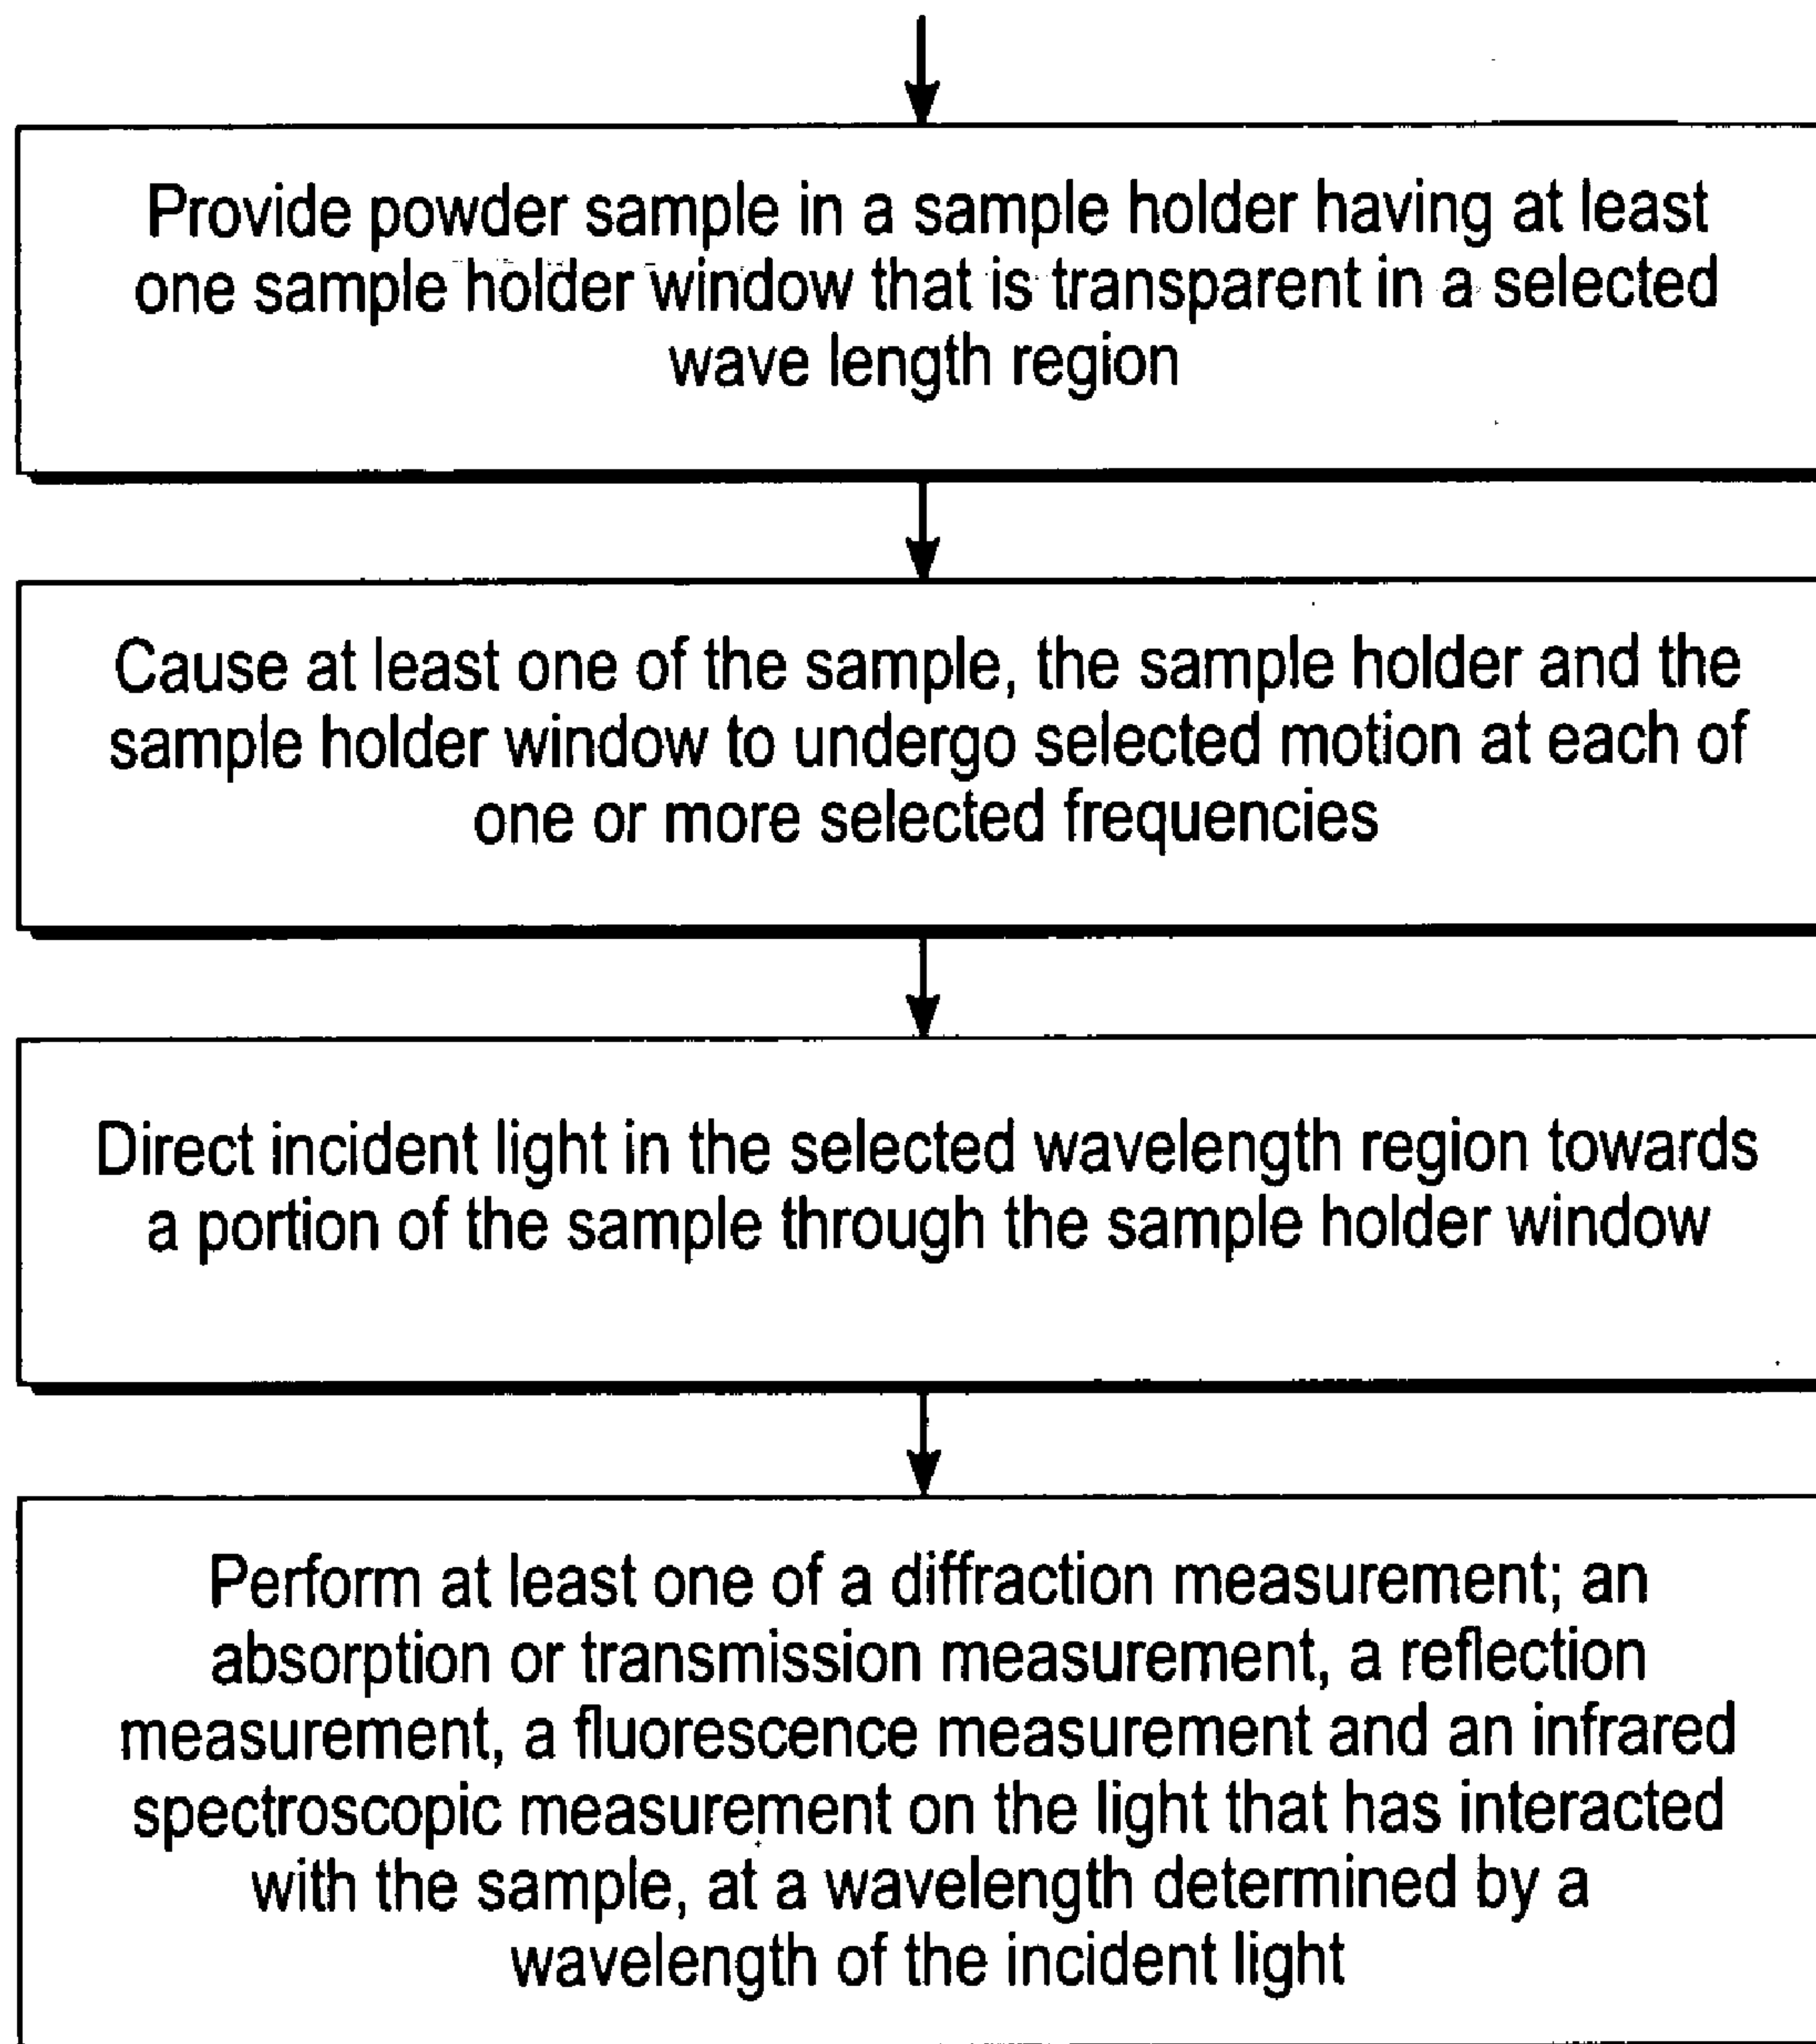 Provide powder sample in a sample holder having at least
one sample holder window that is transparent in a selected
wave length region
Cause at least one of the sample, the sample holder and the
sample holder window to undergo selected motion at each of
one or more selected frequencies
Direct incident light in the selected wavelength region towards
a portion of the sample through the sample holder window
Perform at least one of a diffraction measurement; an
absorption or transmission measurement, a reflection
measurement, a fluorescence measurement and an infrared
spectroscopic measurement on the light that has interacted
with the sample, at a wavelength determined by a
wavelength of the incident light